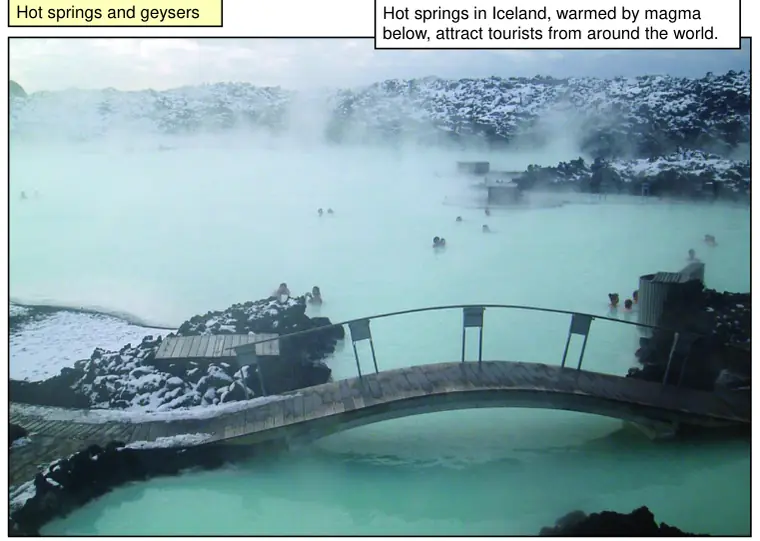 Hot springs and geysers
Hot springs in Iceland, warmed by magma
below, attract tourists from around the world.